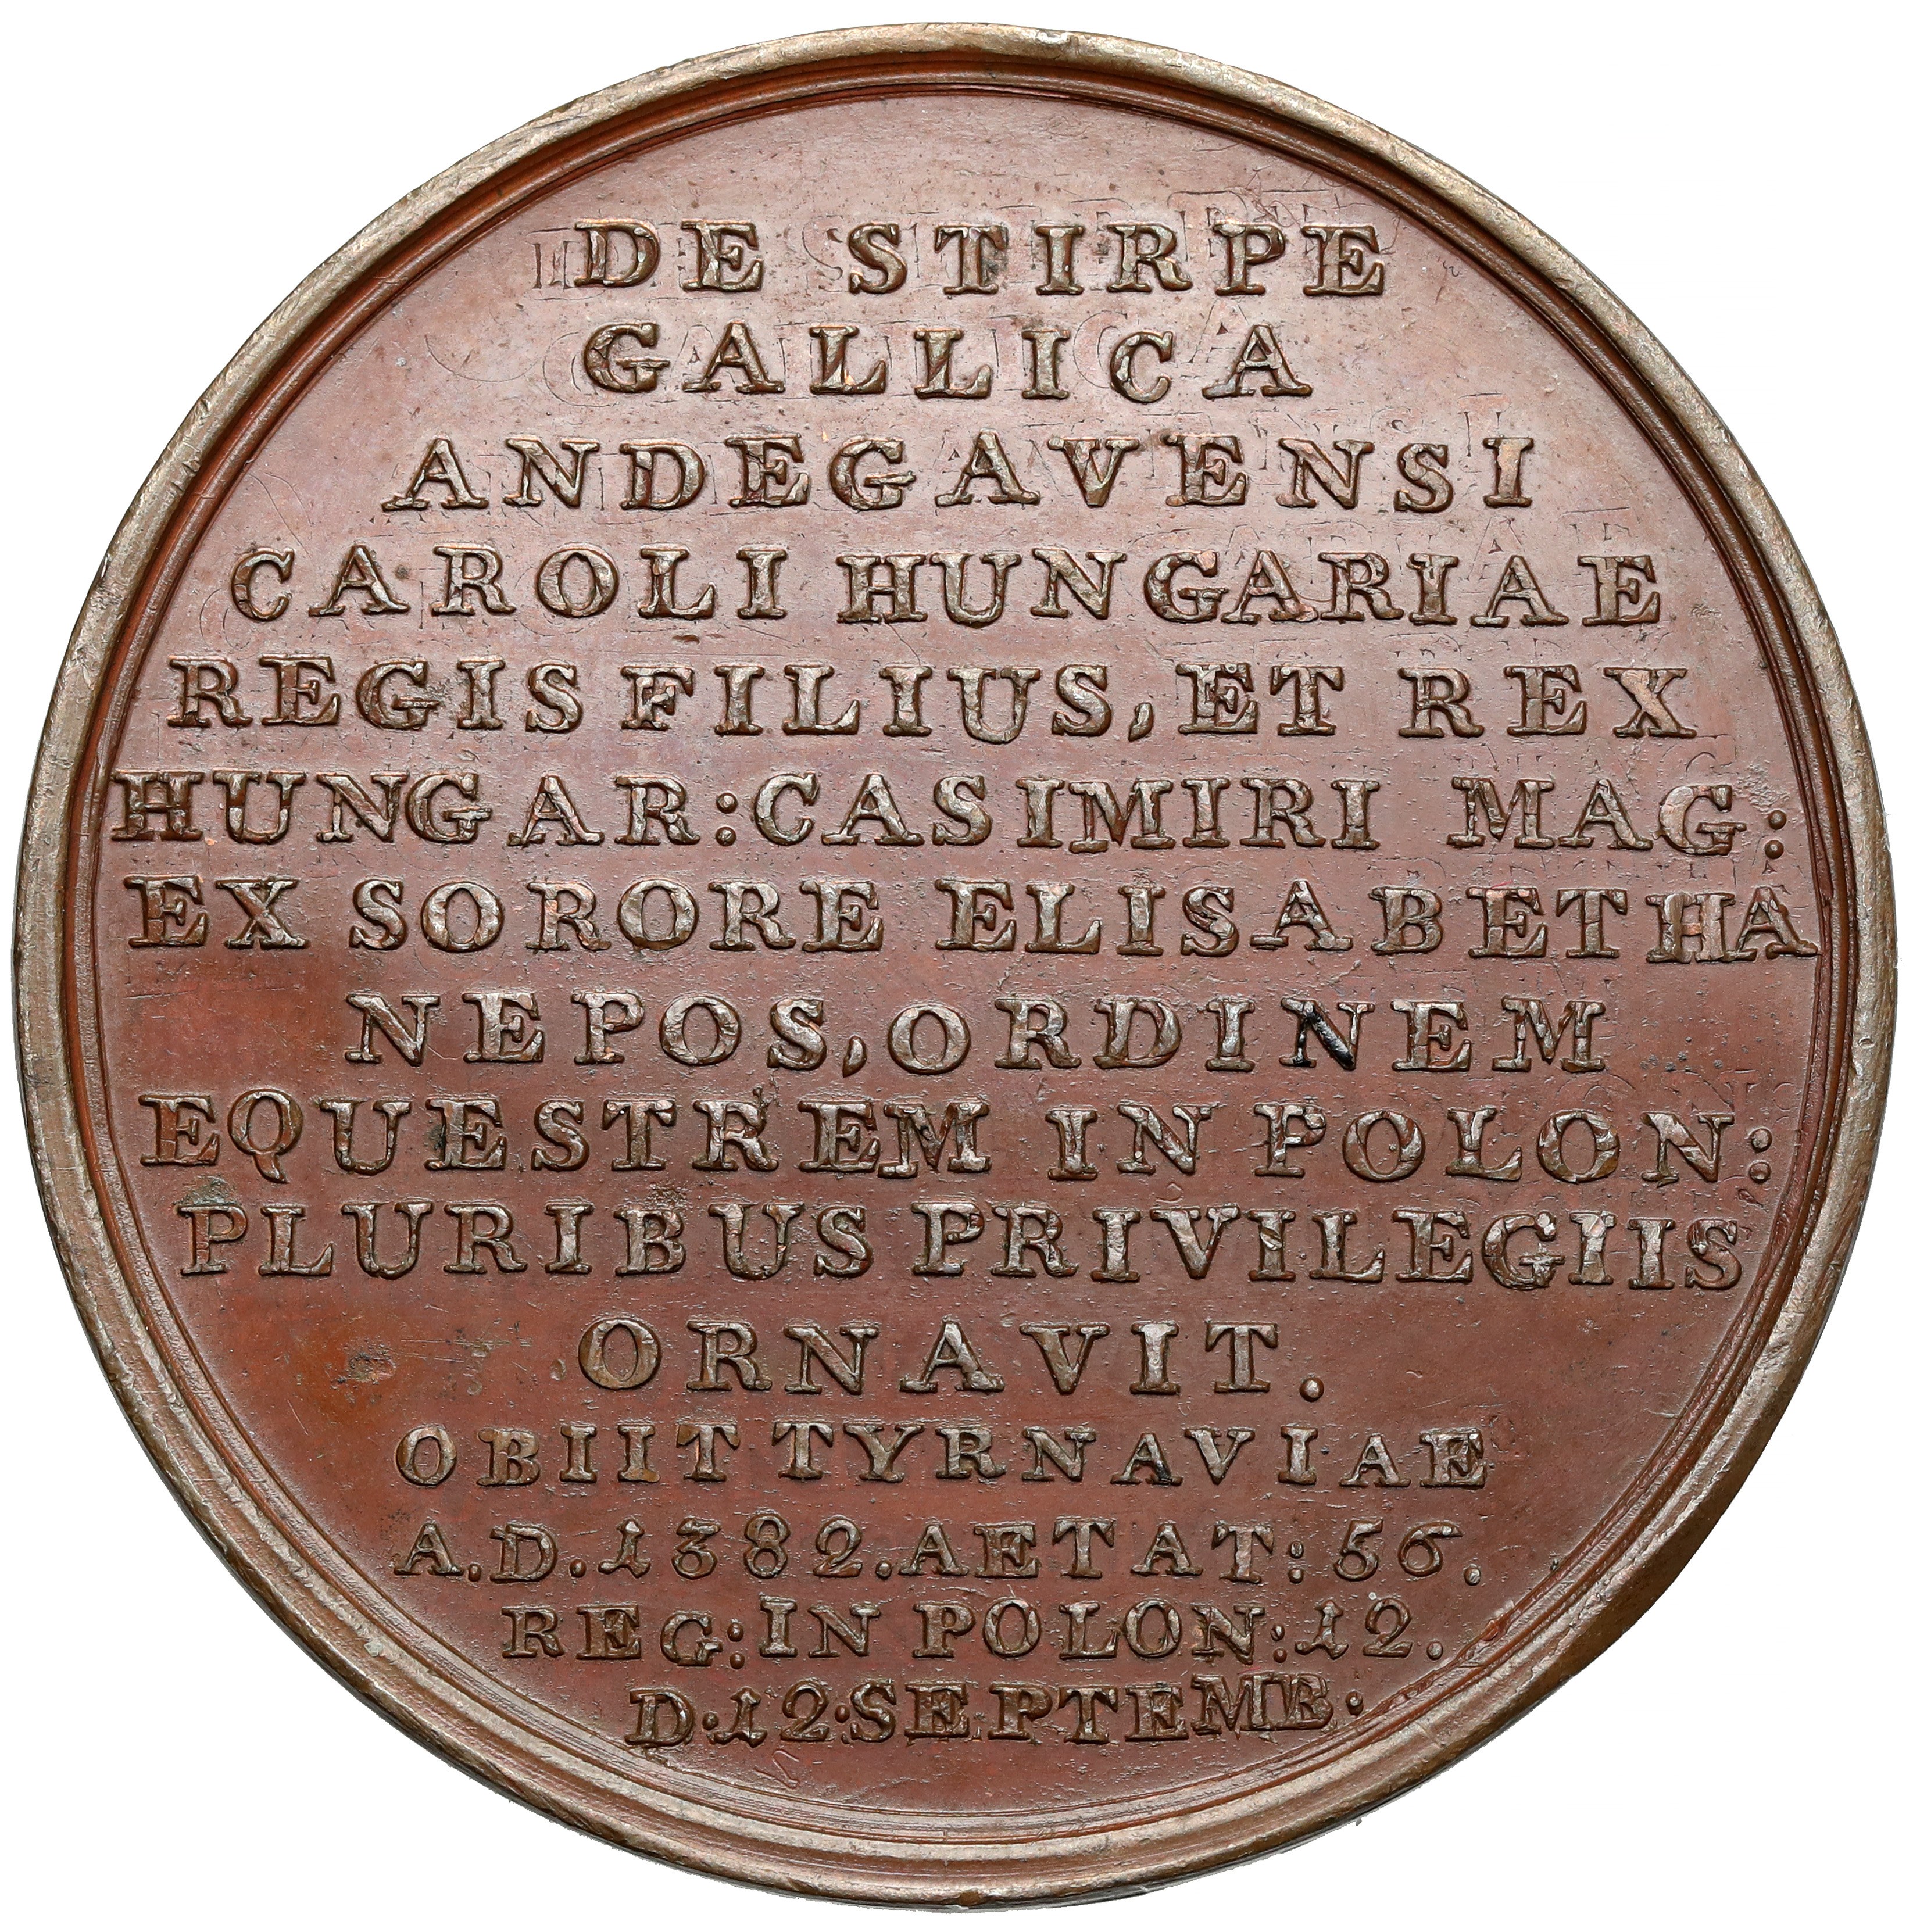 DE STIRPE
GALLICA
ANDEGAVENSI
CAROLI HUNGARIAE
REGIS FILIUS, ET REX
HUNGAR: CASIMIRI MAG:
EX SORORE ELISABETHA
NEPOS, ORDINEM
EQUESTREM IN POLON:
PLURIBUS PRIVILEGIIS
ORNAVIT.
OBIIT TYRNAVIAE
A.D.1382.AETAT:56.
REG: IN POLON:12.
D.12.SEPTEMB.